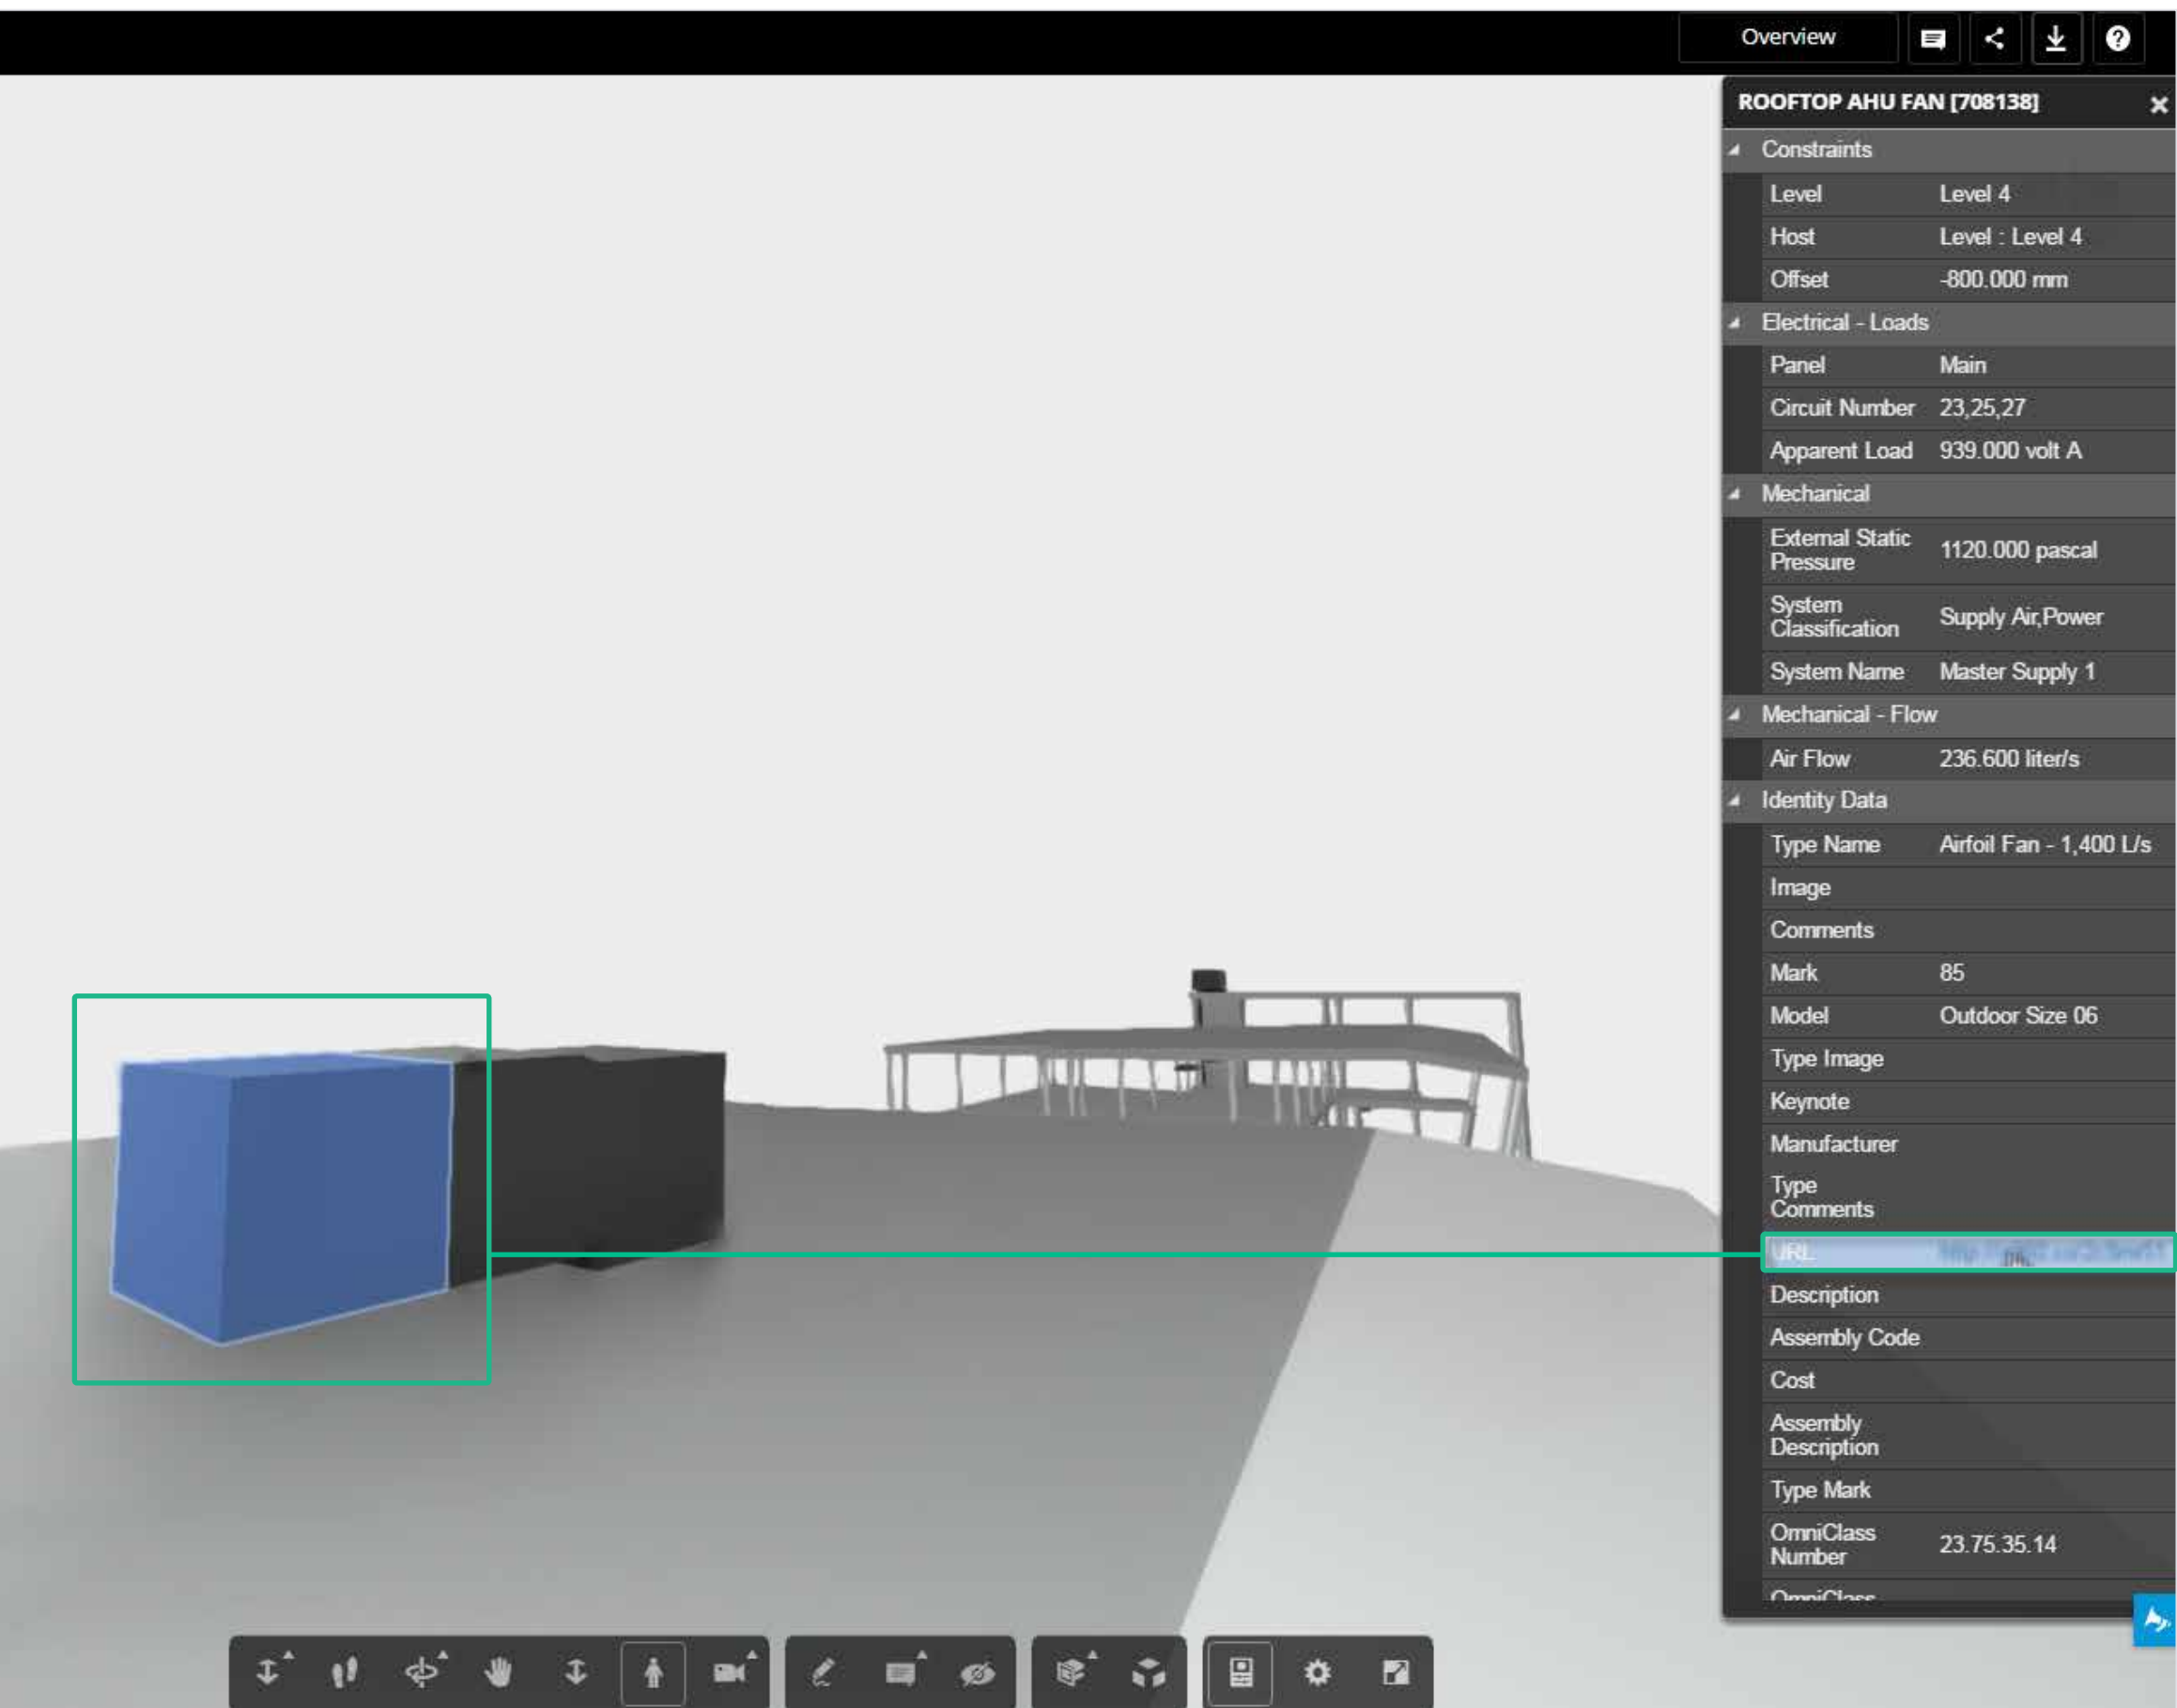 Overview
ROOFTOP AHU FAN [708138]
Constraints
Level Level 4
Host Level : Level 4
Offset -800.000 mm
Electrical - Loads
Panel Main
Circuit Number 23,25,27
Apparent Load 939.000 volt A
Mechanical
External Static
Pressure 1120.000 pascal
System
Classification Supply Air,Power
System Name Master Supply 1
Mechanical - Flow
Air Flow 236.600 liter/s
Identity Data
Type Name Airfoil Fan - 1,400 L/s
Image
Comments
Mark 85
Model Outdoor Size 06
Type Image
Keynote
Manufacturer
Type
Comments
URL
Description
Assembly Code
Cost
Assembly
Description
Type Mark
OmniClass
Number 23.75.35.14
OmniClass